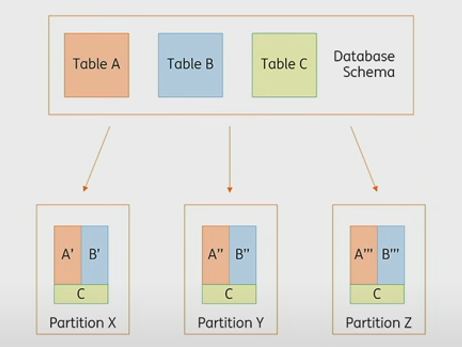 Table A
Table B
Table C
Database
Schema
A' B'
C
Partition X
A'' B''
C
Partition Y
A''' B'''
C
Partition Z